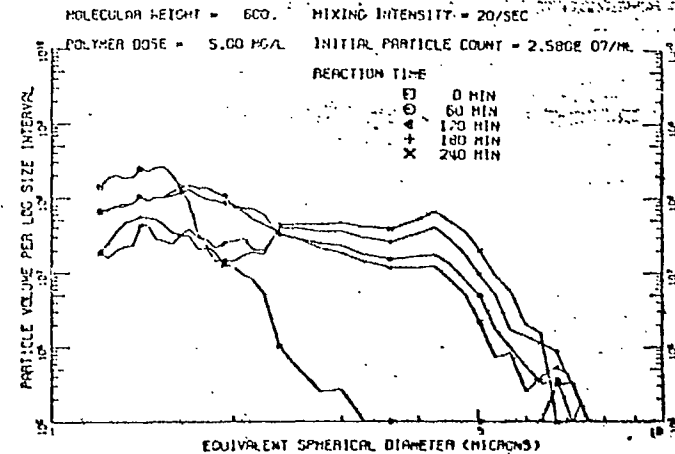 MOLECULAR WEIGHT = 600. MIXING INTENSITY = 20/SEC
POLYMER DOSE = 5.00 MG/L INITIAL PARTICLE COUNT = 2.580E 07/ML
REACTION TIME
0 MIN
60 MIN
120 MIN
180 MIN
240 MIN
PARTICLE VOLUME PER LOG SIZE INTERVAL
EQUIVALENT SPHERICAL DIAMETER (MICRONS)